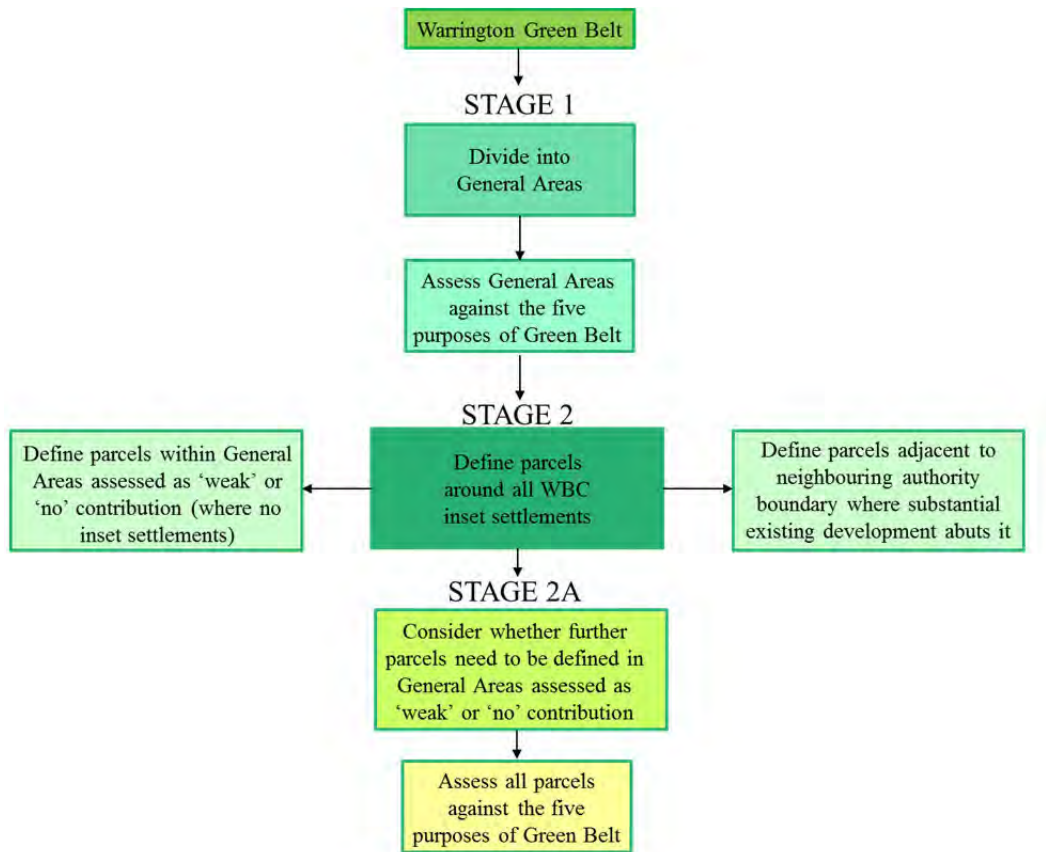 Warrington Green Belt
STAGE 1
Divide into
General Areas
Assess General Areas
against the five
purposes of Green Belt
STAGE 2
Define parcels within General
Areas assessed as ‘weak’ or
‘no’ contribution (where no
inset settlements)
Define parcels
around all WBC
inset settlements
Define parcels adjacent to
neighbouring authority
boundary where substantial
existing development abuts it
STAGE 2A
Consider whether further
parcels need to be defined in
General Areas assessed as
‘weak’ or ‘no’ contribution
Assess all parcels
against the five
purposes of Green Belt